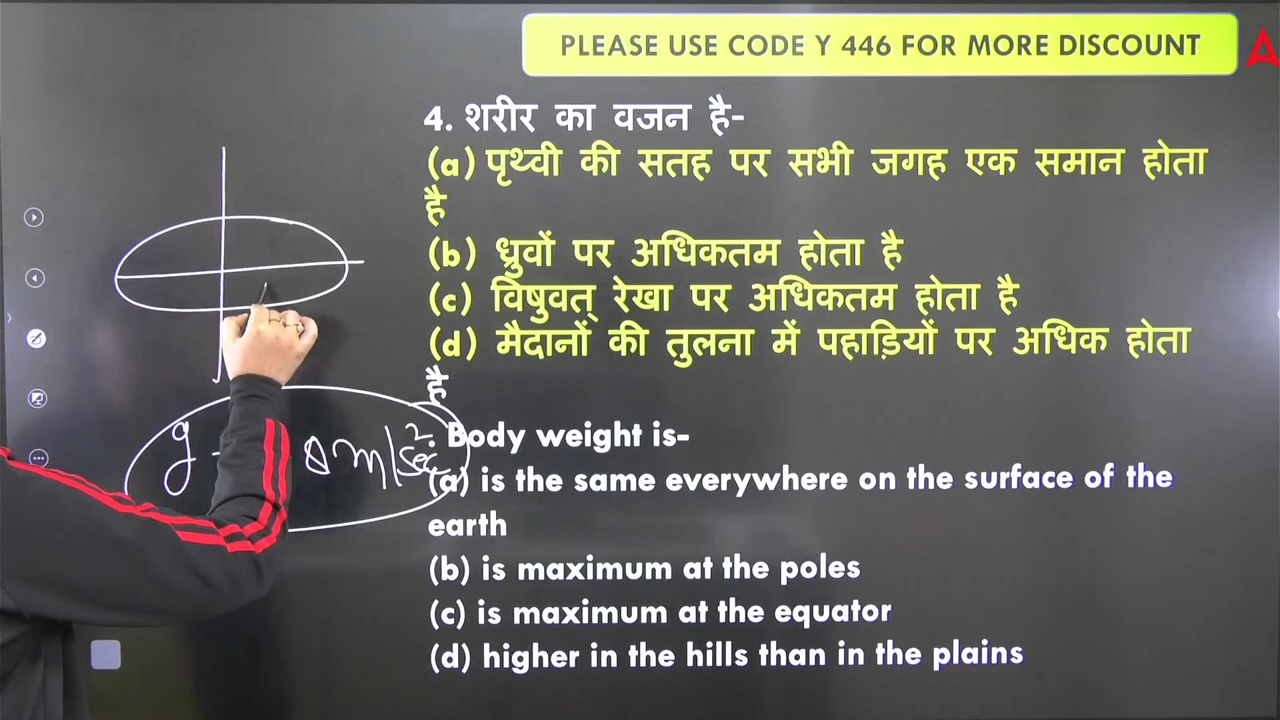 PLEASE USE CODE Y 446 FOR MORE DISCOUNT
4. शरीर का वजन है-
(a) पृथ्वी की सतह पर सभी जगह एक समान होता
है
(b) ध्रुवों पर अधिकतम होता है
(c) विषुवत् रेखा पर अधिकतम होता है
(d) मैदानों की तुलना में पहाड़ियों पर अधिक होता
है
. Body weight is-
(a) is the same everywhere on the surface of the
earth
(b) is maximum at the poles
(c) is maximum at the equator
(d) higher in the hills than in the plains
g 8 m/sec²